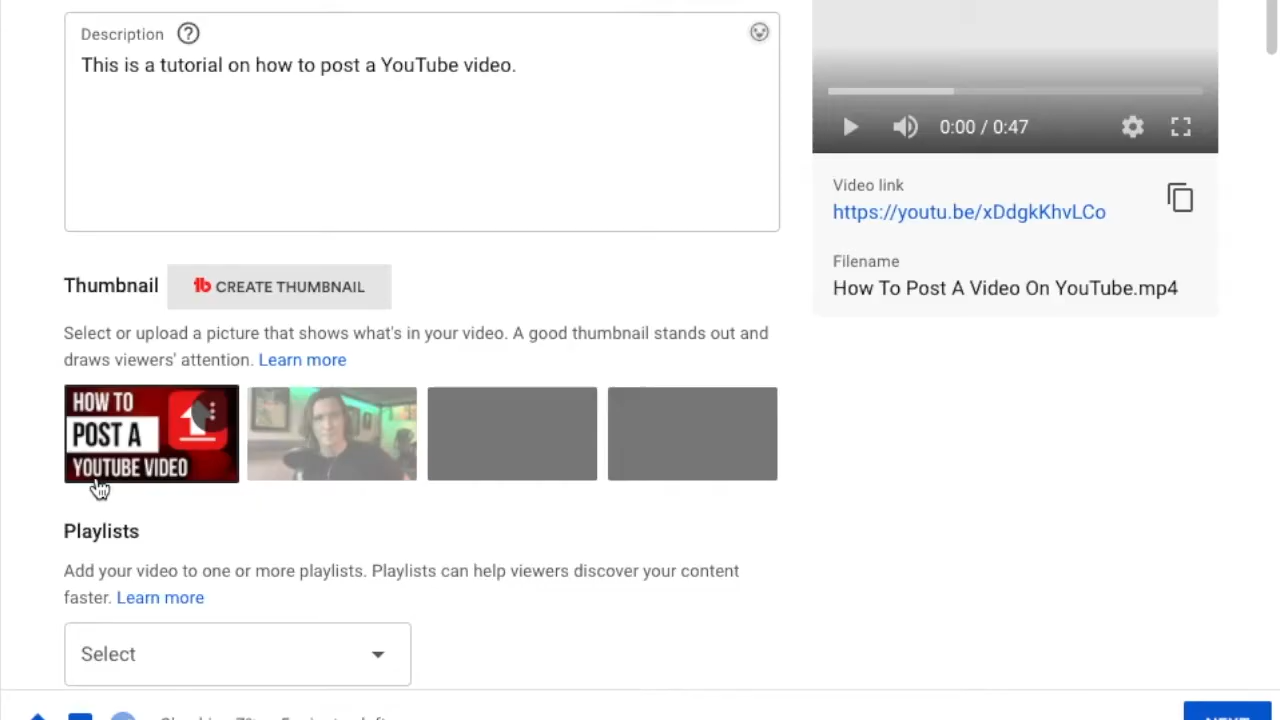 Description
This is a tutorial on how to post a YouTube video.
0:00 / 0:47
Video link
https://youtu.be/xDdgkKhvLCo
Filename
How To Post A Video On YouTube.mp4
Thumbnail
tb CREATE THUMBNAIL
Select or upload a picture that shows what's in your video. A good thumbnail stands out and
draws viewers' attention. Learn more
HOW TO
POST A
YOUTUBE VIDEO
Playlists
Add your video to one or more playlists. Playlists can help viewers discover your content
faster. Learn more
Select
NEXT